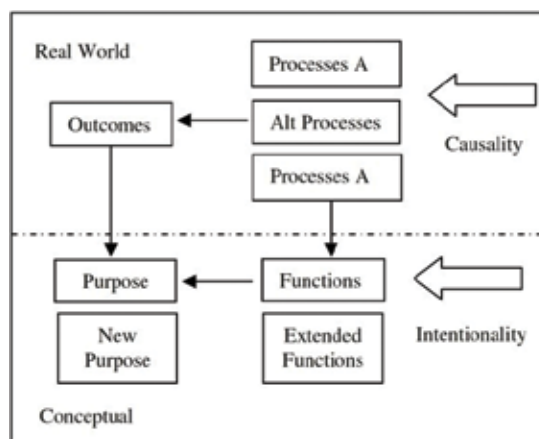 Real World
Processes A
Outcomes
Alt Processes
Causality
Processes A
Purpose
Functions
Intentionality
New
Purpose
Extended
Functions
Conceptual